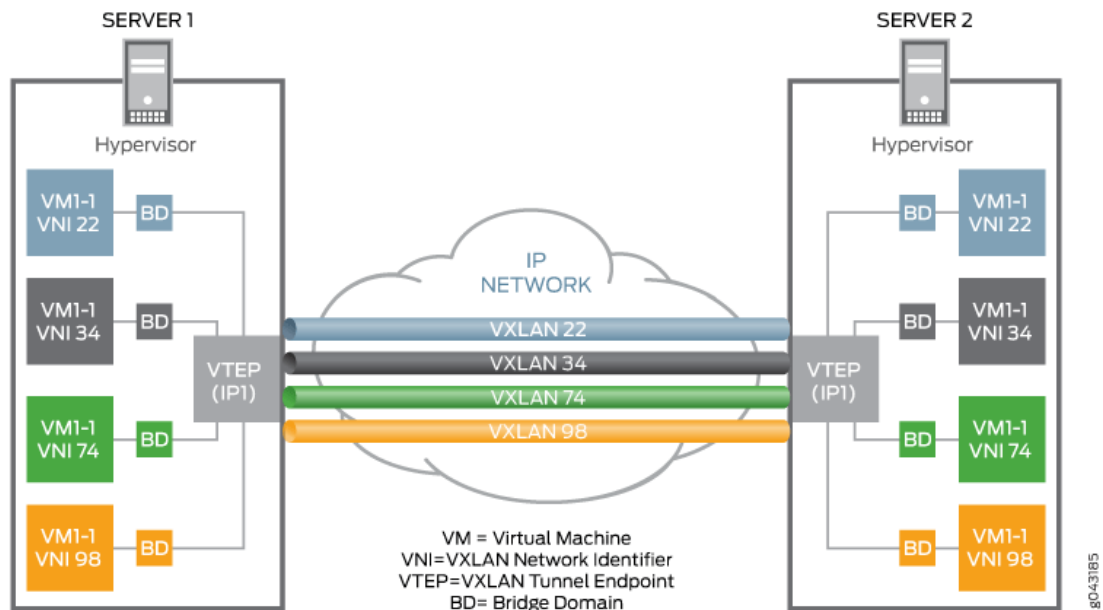 SERVER 1
SERVER 2
Hypervisor
Hypervisor
VM1-1
VNI 22
BD
BD
VM1-1
VNI 22
IP
NETWORK
VM1-1
VNI 34
BD
BD
VM1-1
VNI 34
VXLAN 22
VXLAN 34
VXLAN 74
VXLAN 98
VTEP
(IP1)
VTEP
(IP1)
VM1-1
VNI 74
BD
BD
VM1-1
VNI 74
VM1-1
VNI 98
BD
BD
VM1-1
VNI 98
VM = Virtual Machine
VNI=VXLAN Network Identifier
VTEP=VXLAN Tunnel Endpoint
BD= Bridge Domain
g043185